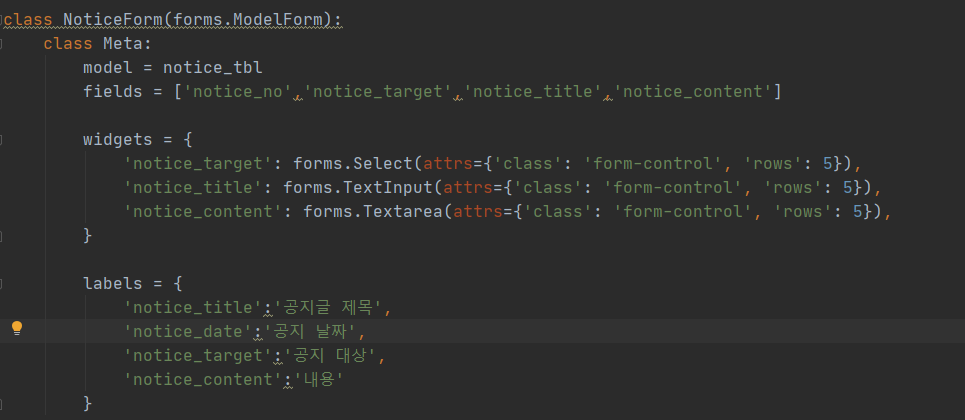 class NoticeForm(forms.ModelForm):
    class Meta:
        model = notice_tbl
        fields = ['notice_no','notice_target','notice_title','notice_content']
        widgets = {
            'notice_target': forms.Select(attrs={'class': 'form-control', 'rows': 5}),
            'notice_title': forms.TextInput(attrs={'class': 'form-control', 'rows': 5}),
            'notice_content': forms.Textarea(attrs={'class': 'form-control', 'rows': 5}),
        }
        labels = {
            'notice_title':'공지글 제목',
            'notice_date':'공지 날짜',
            'notice_target':'공지 대상',
            'notice_content':'내용'
        }